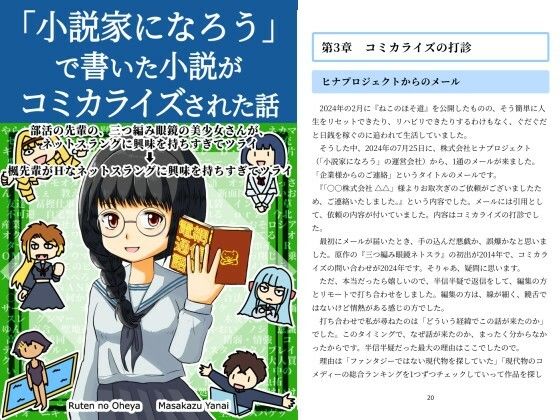 「小説家になろう」
で書いた小説が
コミカライズされた話
部活の先輩の、三つ編み眼鏡の美少女さんが、
ネットスラングに興味を持ちすぎてツライ
楓先輩がHなネットスラングに興味を持ちすぎてツライ
Ruten no Oheya Masakazu Yanai
第3章 コミカライズの打診
ヒナプロジェクトからのメール
2024年の2月に『ねこのほそ道』を公開したものの、そう簡単に人
生をリセットできたり、リハビリできたりするわけもなく、ぐだぐだ
と日銭を稼ぐのに追われて生活していました。
そうした中、2024年の7月25日に、株式会社ヒナプロジェクト
(「小説家になろう」の運営会社)から、1通のメールが来ました。
「企業様からのご連絡」というタイトルのメールです。
「『〇〇株式会社 △△』様よりお取次ぎのご依頼がございましたた
め、ご連絡いたしました。』という内容でした。メールには引用とし
て、依頼の内容が付いていました。内容はコミカライズの打診でし
た。
最初にメールが届いたとき、手の込んだ悪戯か、誤爆かなと思いま
した。原作の『三つ編み眼鏡ネトスラ』の初出が2014年で、コミカラ
イズの問い合わせが2024年です。そりゃあ、疑問に思います。
ただ、本当だったら嬉しいので、半信半疑で返信をして、編集の方
とリモートで打ち合わせをしました。編集の方は、線が細く、饒舌で
はないけど情熱がある感じの方でした。
打ち合わせで私が尋ねたのは「どういう経緯でこの話が来たのか」
でした。このタイミングで、なぜ話が来たのか、まったく分からなか
ったからです。半信半疑だった最大の理由はここでしたので。
理由は「ファンタジーではない現代物を探していた」「現代物のコ
メディーの総合ランキングを1つずつチェックしていって作品を探し
20